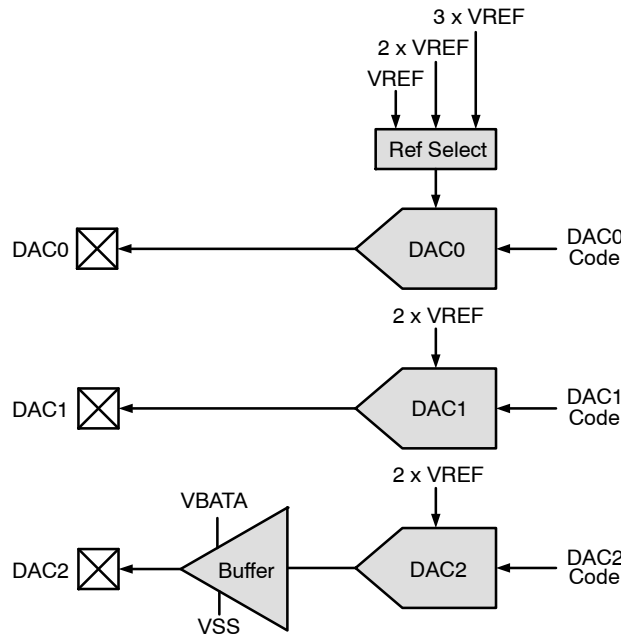 3 x VREF
2 x VREF
VREF
Ref Select
DAC0
DAC0
DAC0
Code
2 x VREF
DAC1
DAC1
DAC1
Code
2 x VREF
VBATA
DAC2
Buffer
DAC2
DAC2
Code
VSS